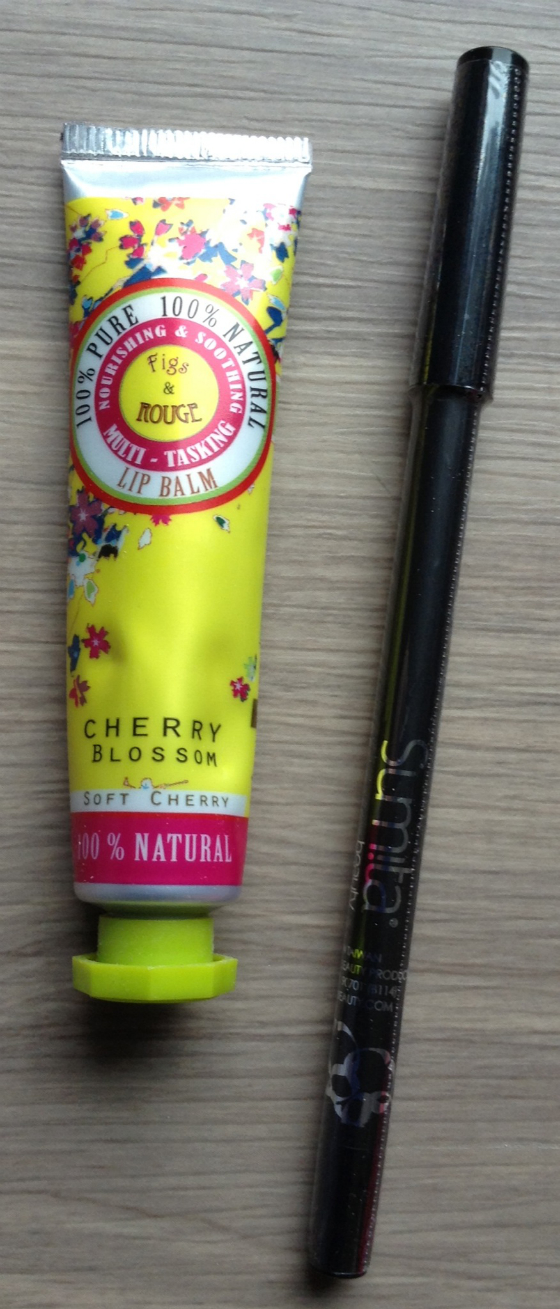 100% PURE 100% NATURAL
NOURISHING & SOOTHING
Figs
&
ROUGE
MULTI - TASKING
LIP BALM
CHERRY
BLOSSOM
SOFT CHERRY
100 % NATURAL
sumita®
beauty